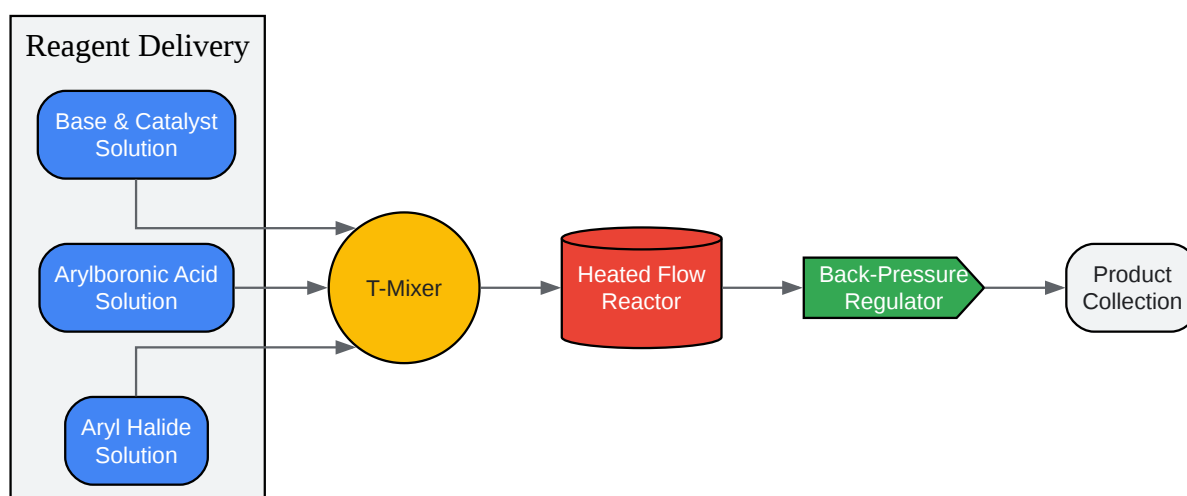 Reagent Delivery
Base & Catalyst
Solution
Arylboronic Acid
Solution
Aryl Halide
Solution
T-Mixer
Heated Flow
Reactor
Back-Pressure
Regulator
Product
Collection